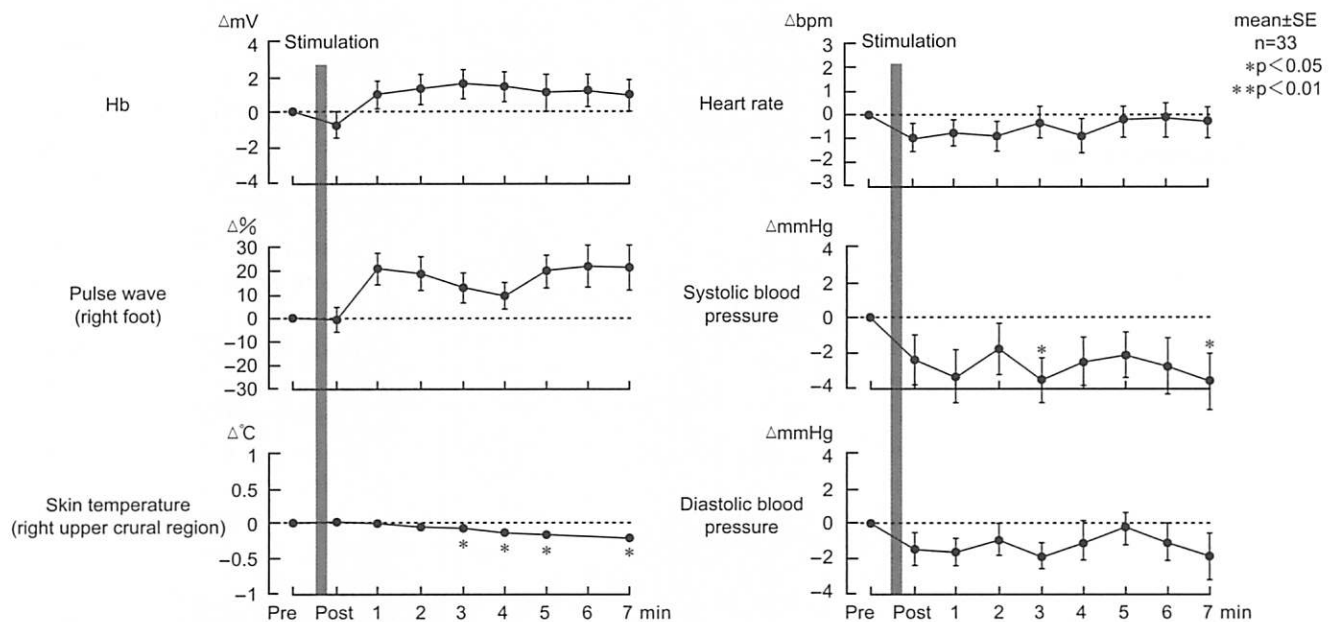 △mV
Stimulation
Hb
4
2
0
−2
−4
△bpm
Stimulation
Heart rate
3
2
1
0
−1
−2
−3
mean±SE
n=33
*p<0.05
**p<0.01
△%
Pulse wave
(right foot)
30
20
10
0
−10
−20
−30
△mmHg
Systolic blood
pressure
4
2
0
−2
−4
*
*
△℃
Skin temperature
(right upper crural region)
1
0.5
0
−0.5
−1
* * * *
Pre Post 1 2 3 4 5 6 7 min
△mmHg
Diastolic blood
pressure
4
2
0
−2
−4
Pre Post 1 2 3 4 5 6 7 min